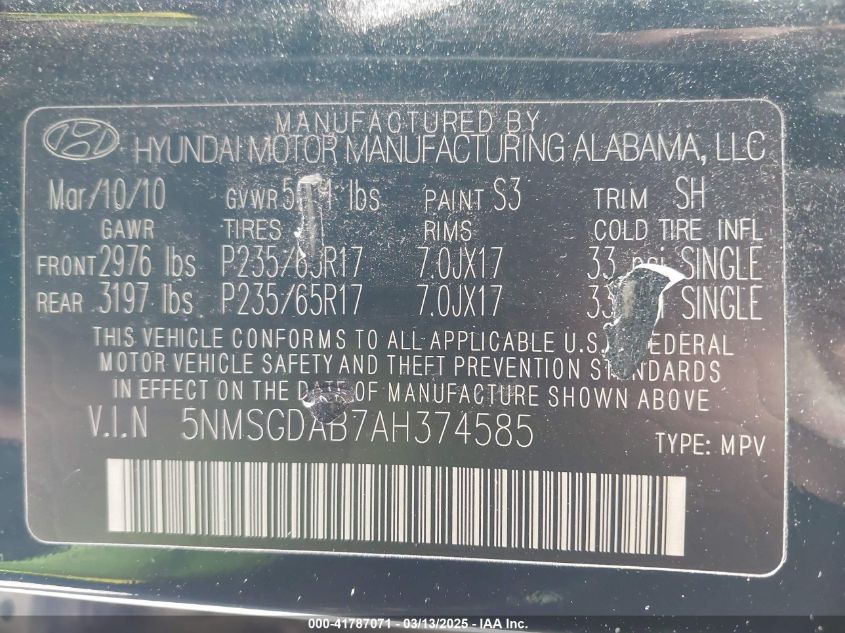 MANUFACTURED BY
HYUNDAI MOTOR MANUFACTURING ALABAMA, LLC
Mar/10/10 GVWR lbs PAINT S3 TRIM SH
GAWR TIRES RIMS COLD TIRE INFL
FRONT 2976 lbs P235/65R17 7.0JX17 33 psi SINGLE
REAR 3197 lbs P235/65R17 7.0JX17 SINGLE
THIS VEHICLE CONFORMS TO ALL APPLICABLE U.S. FEDERAL
MOTOR VEHICLE SAFETY AND THEFT PREVENTION STANDARDS
IN EFFECT ON THE DATE OF MANUFACTURE SHOWN ABOVE
V.I.N 5NMSGDAB7AH374585 TYPE: MPV
000-41787071 — 03/13/2025 - IAA Inc.